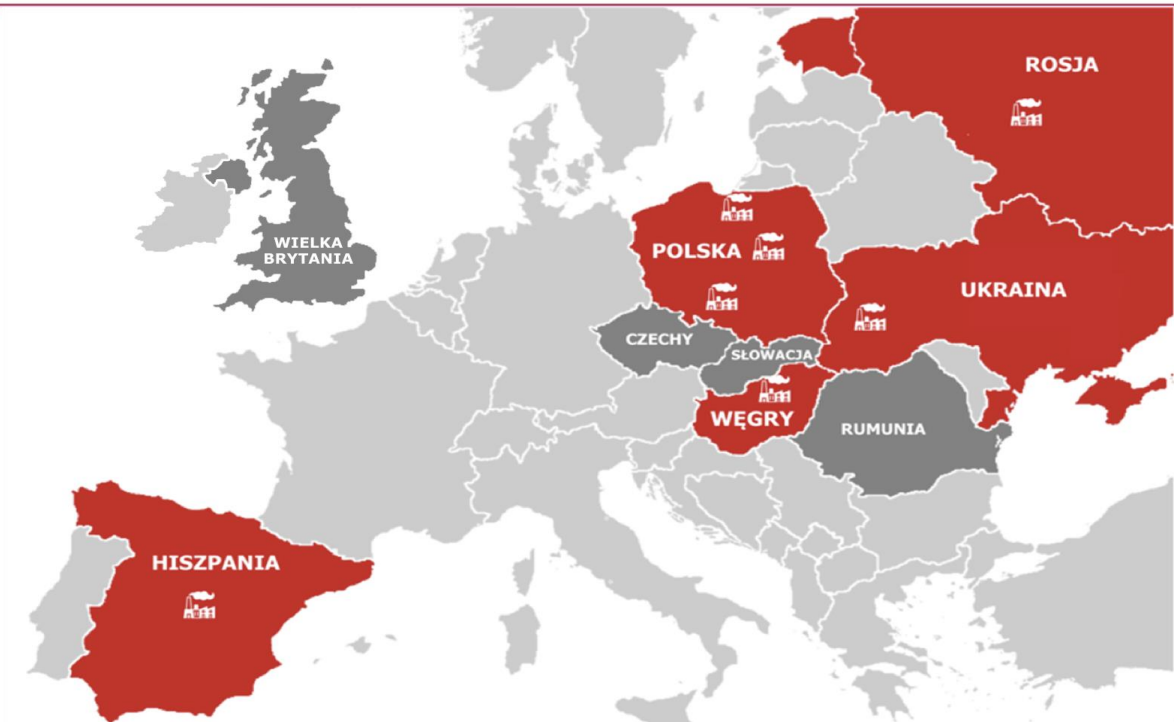 ROSJA
WIELKA
BRYTANIA
POLSKA
UKRAINA
CZECHY
SŁOWACJA
WĘGRY
RUMUNIA
HISZPANIA